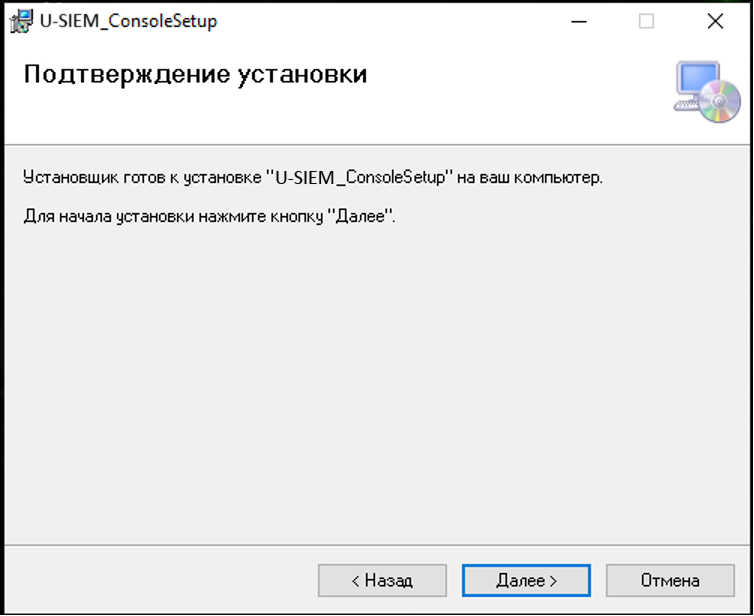 U-SIEM_ConsoleSetup
Подтверждение установки
Установщик готов к установке "U-SIEM_ConsoleSetup" на ваш компьютер.
Для начала установки нажмите кнопку "Далее".
< Назад
Далее >
Отмена